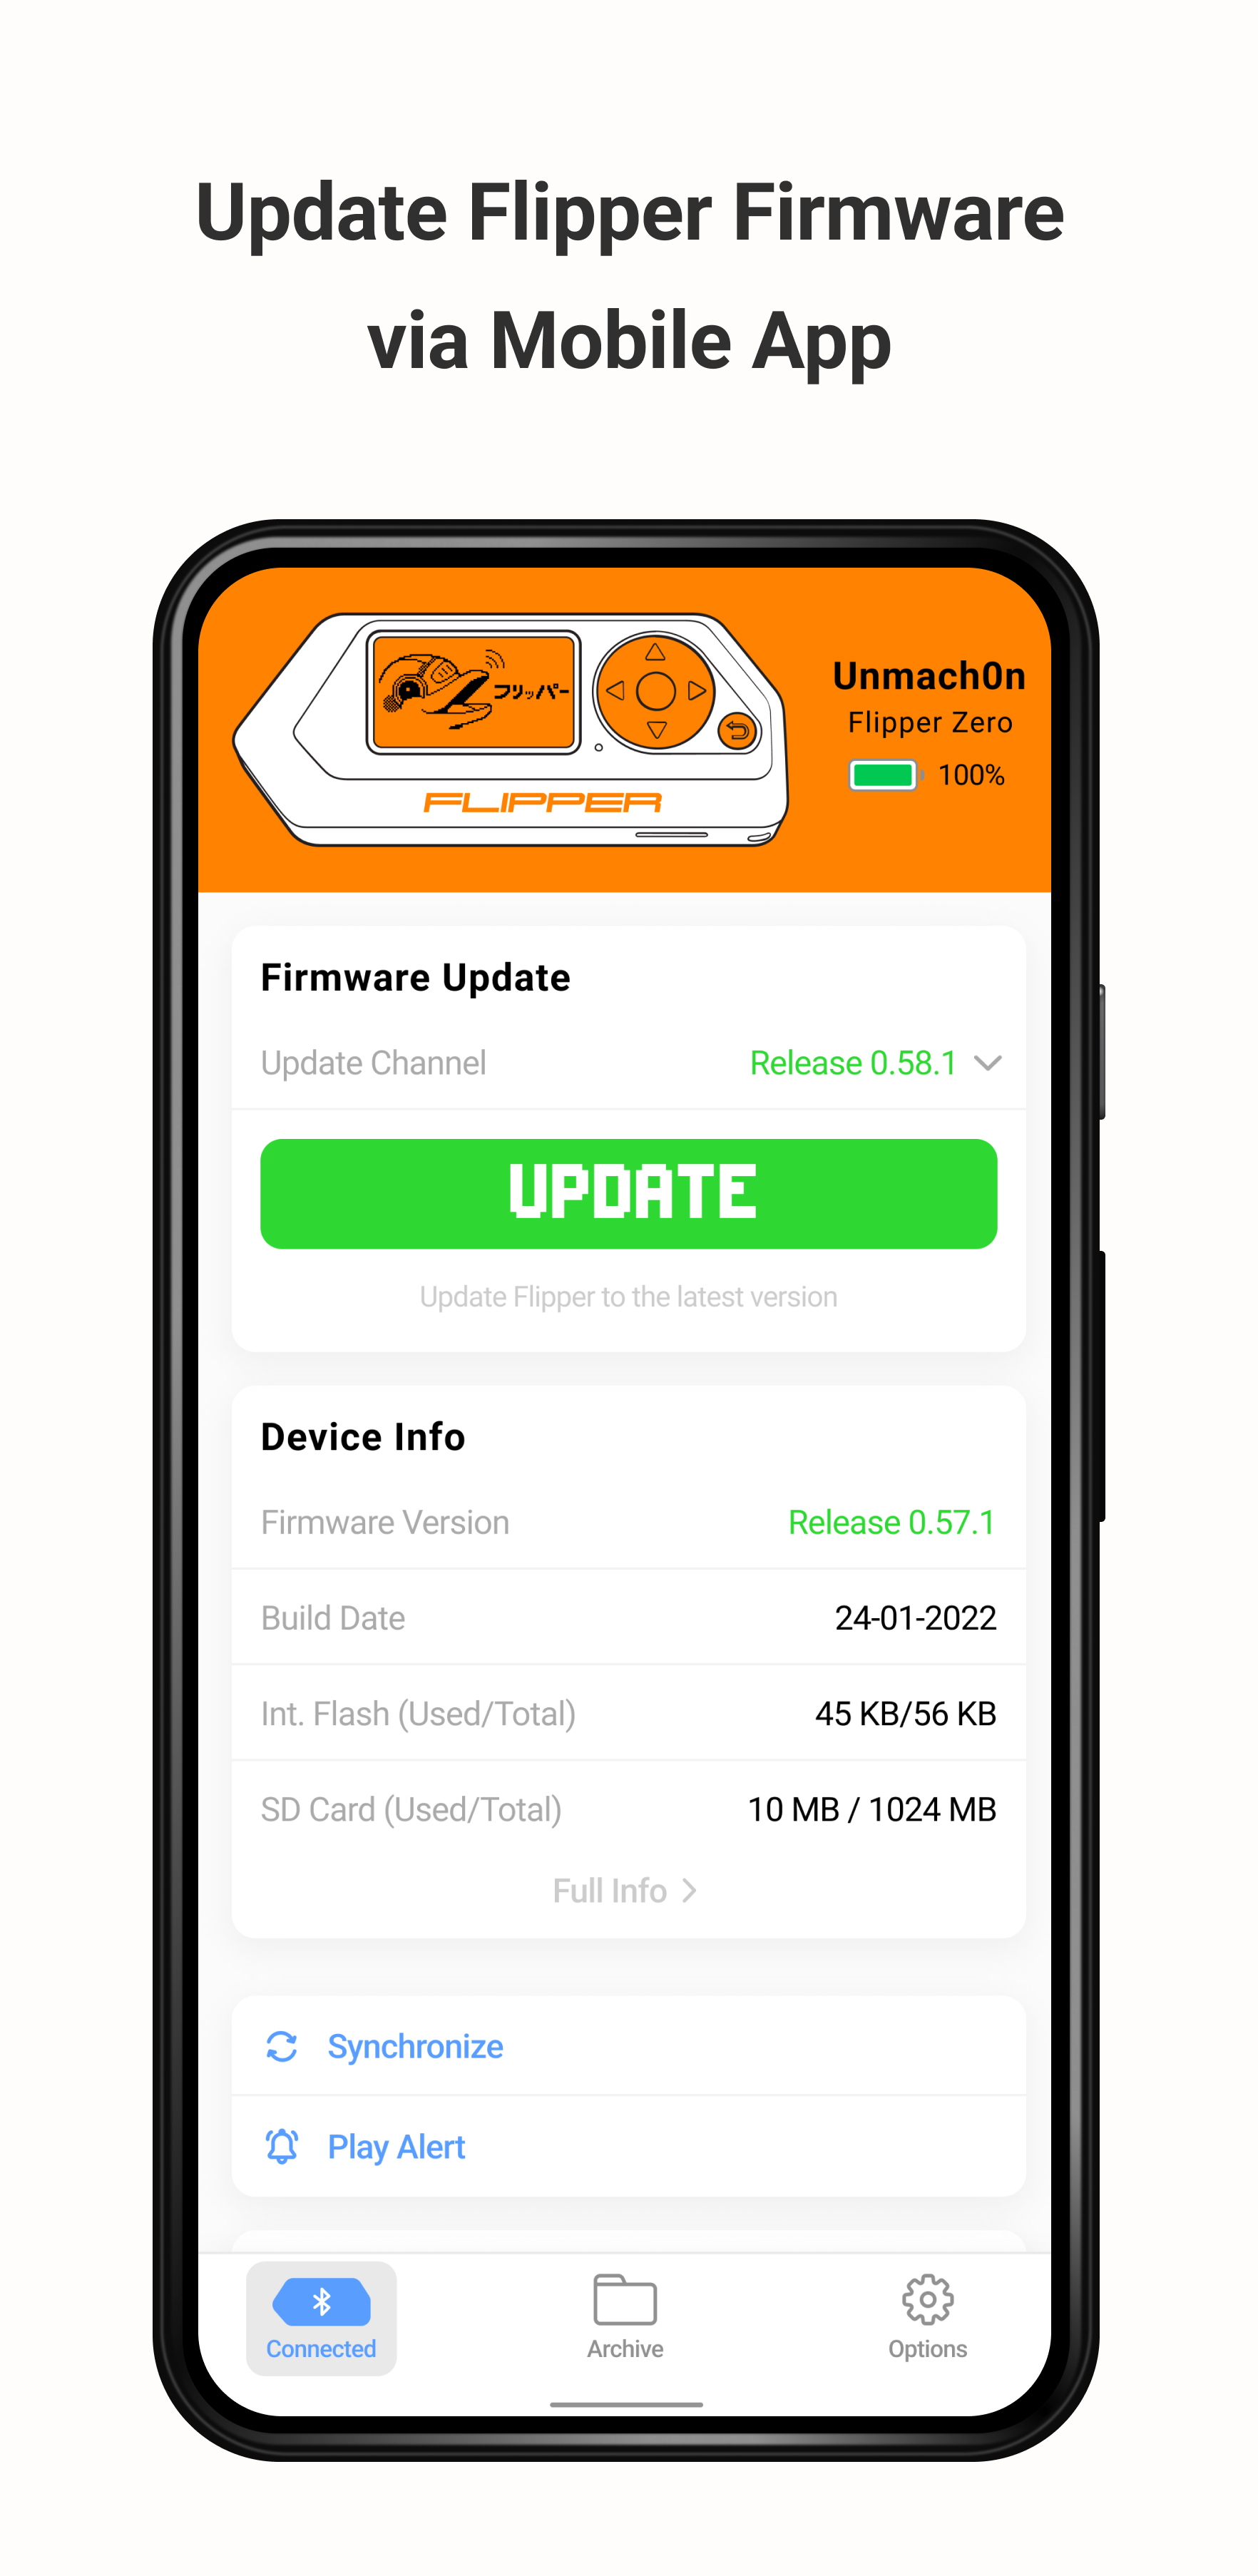 Update Flipper Firmware
via Mobile App
フリッパー
FLIPPER
Unmach0n
Flipper Zero
100%
Firmware Update
Update Channel Release 0.58.1
UPDATE
Update Flipper to the latest version
Device Info
Firmware Version Release 0.57.1
Build Date 24-01-2022
Int. Flash (Used/Total) 45 KB/56 KB
SD Card (Used/Total) 10 MB / 1024 MB
Full Info
Synchronize
Play Alert
Connected Archive Options